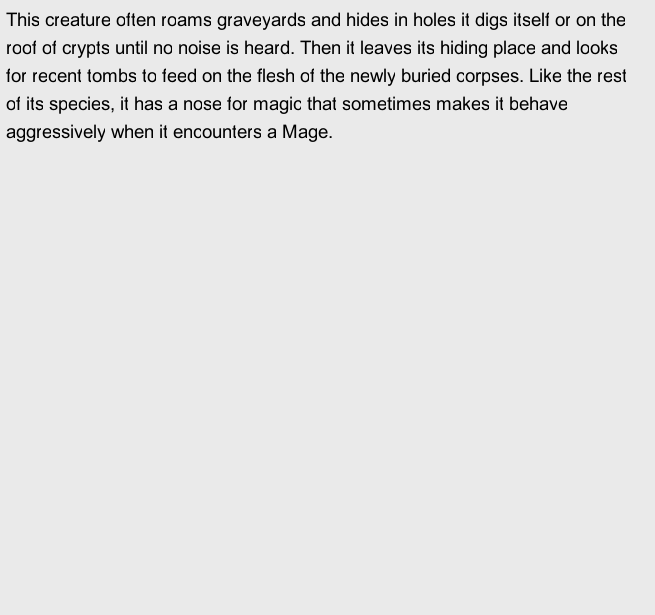 This creature often roams graveyards and hides in holes it digs itself or on the
roof of crypts until no noise is heard. Then it leaves its hiding place and looks
for recent tombs to feed on the flesh of the newly buried corpses. Like the rest
of its species, it has a nose for magic that sometimes makes it behave
aggressively when it encounters a Mage.